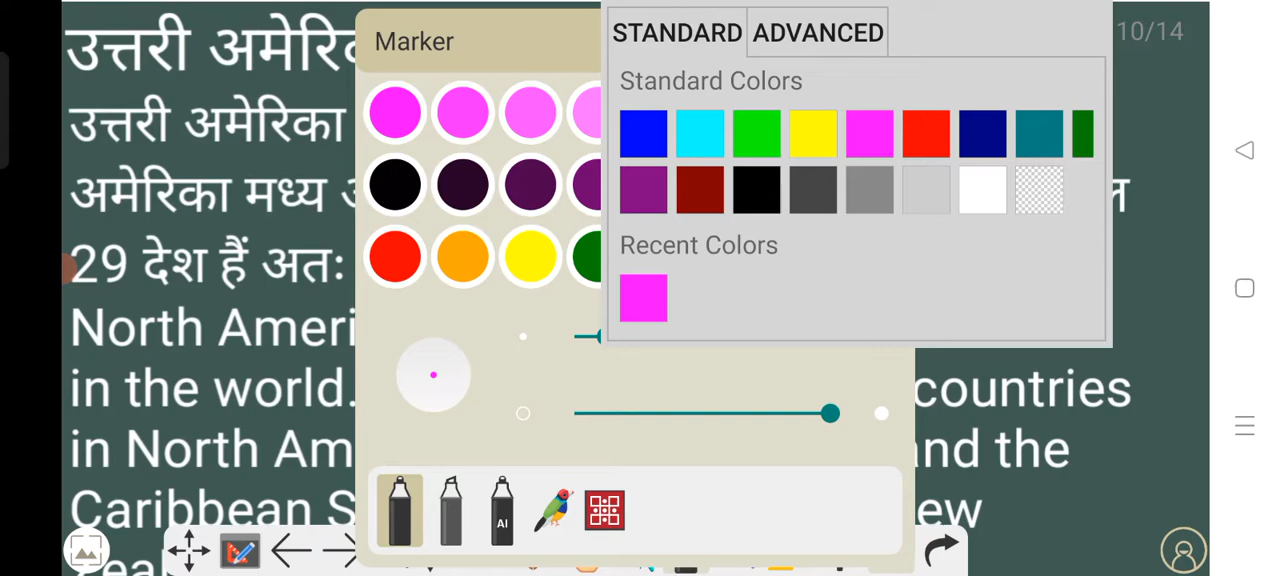 उत्तरी अमेरि
उत्तरी अमेरिका
अमेरिका मध्य
29 देश हैं अतः
North Ameri
in the world. countries
in North Am and the
Caribbean S ew
Marker
STANDARD ADVANCED
Standard Colors
Recent Colors
10/14
AI